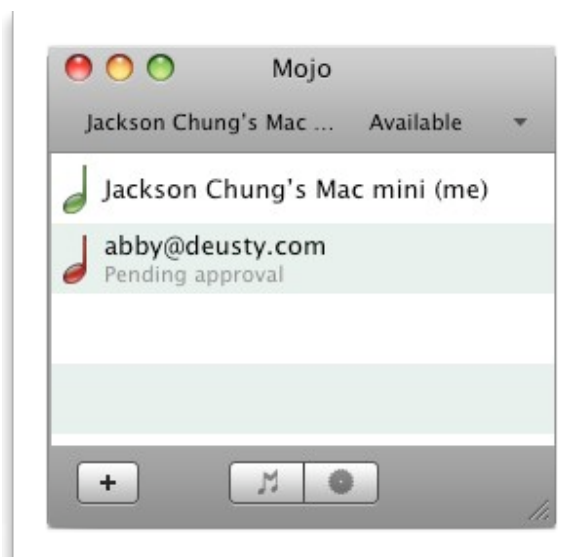 Mojo
Jackson Chung's Mac ... Available
Jackson Chung's Mac mini (me)
abby@deusty.com
Pending approval
+